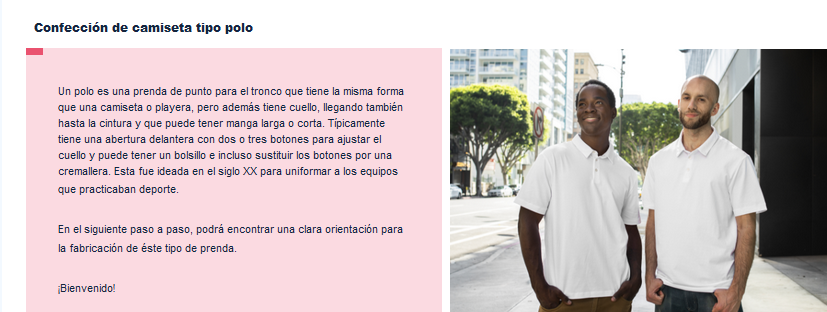 Confección de camiseta tipo polo
Un polo es una prenda de punto para el tronco que tiene la misma forma
que una camiseta o playera, pero además tiene cuello, llegando también
hasta la cintura y que puede tener manga larga o corta. Típicamente
tiene una abertura delantera con dos o tres botones para ajustar el
cuello y puede tener un bolsillo e incluso sustituir los botones por una
cremallera. Esta fue ideada en el siglo XX para uniformar a los equipos
que practicaban deporte.
En el siguiente paso a paso, podrá encontrar una clara orientación para
la fabricación de éste tipo de prenda.
¡Bienvenido!